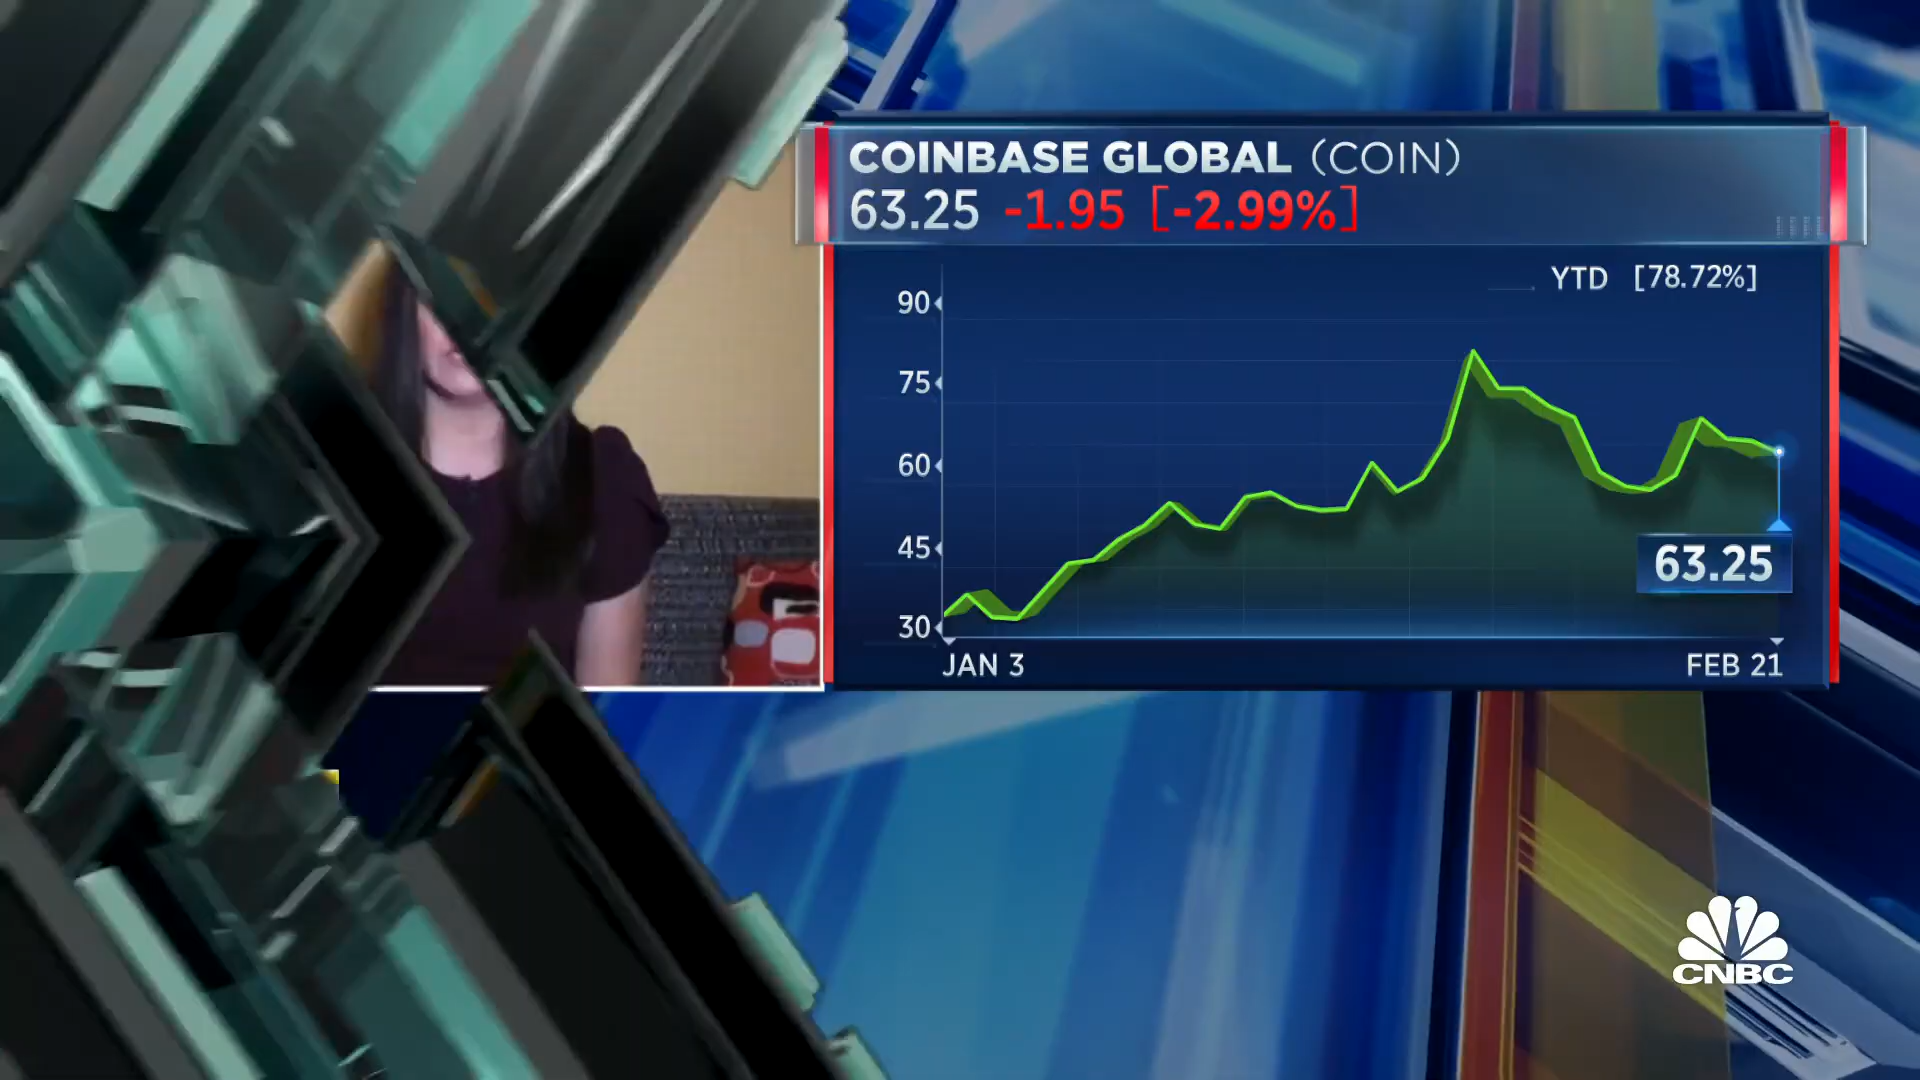 COINBASE GLOBAL (COIN)
63.25 -1.95 [-2.99%]
YTD [78.72%]
90
75
60
45
30
63.25
JAN 3 FEB 21
CNBC